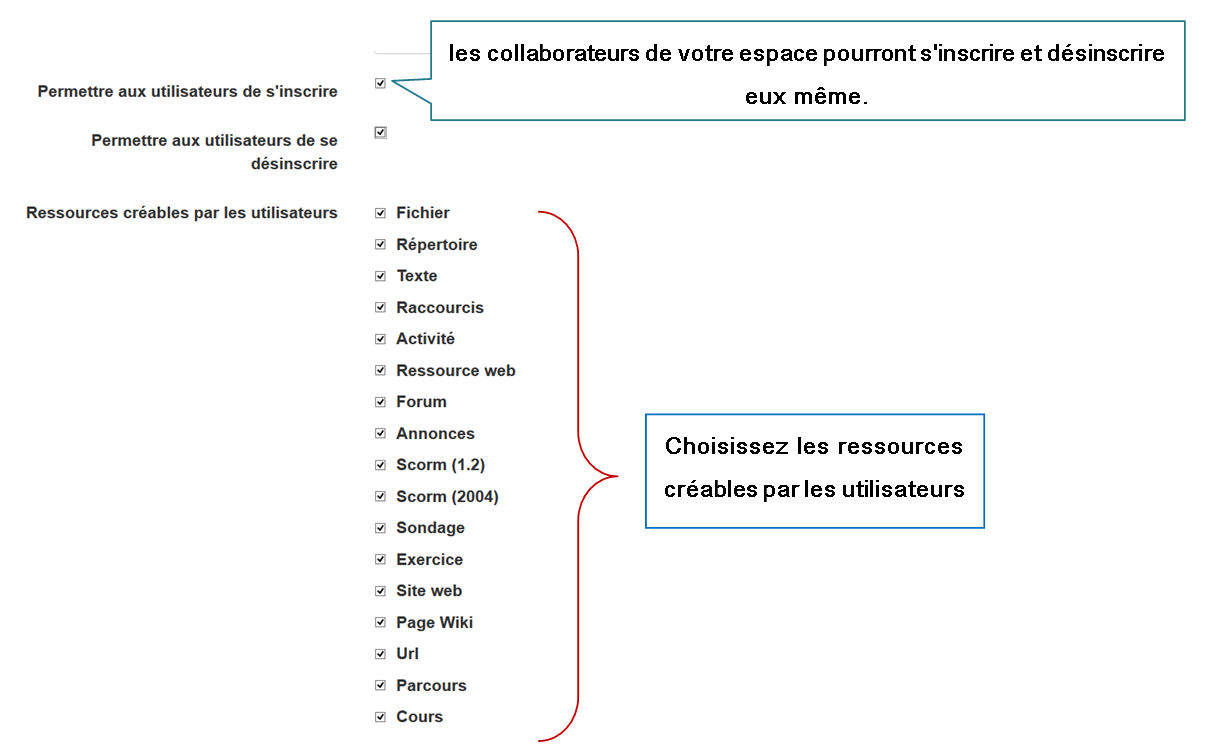 les collaborateurs de votre espace pourront s'inscrire et désinscrire
eux même.
Permettre aux utilisateurs de s'inscrire
Permettre aux utilisateurs de se
désinscrire
Ressources créables par les utilisateurs
Fichier
Répertoire
Texte
Raccourcis
Activité
Ressource web
Forum
Annonces
Scorm (1.2)
Scorm (2004)
Sondage
Exercice
Site web
Page Wiki
Url
Parcours
Cours
Choisissez les ressources
créables par les utilisateurs